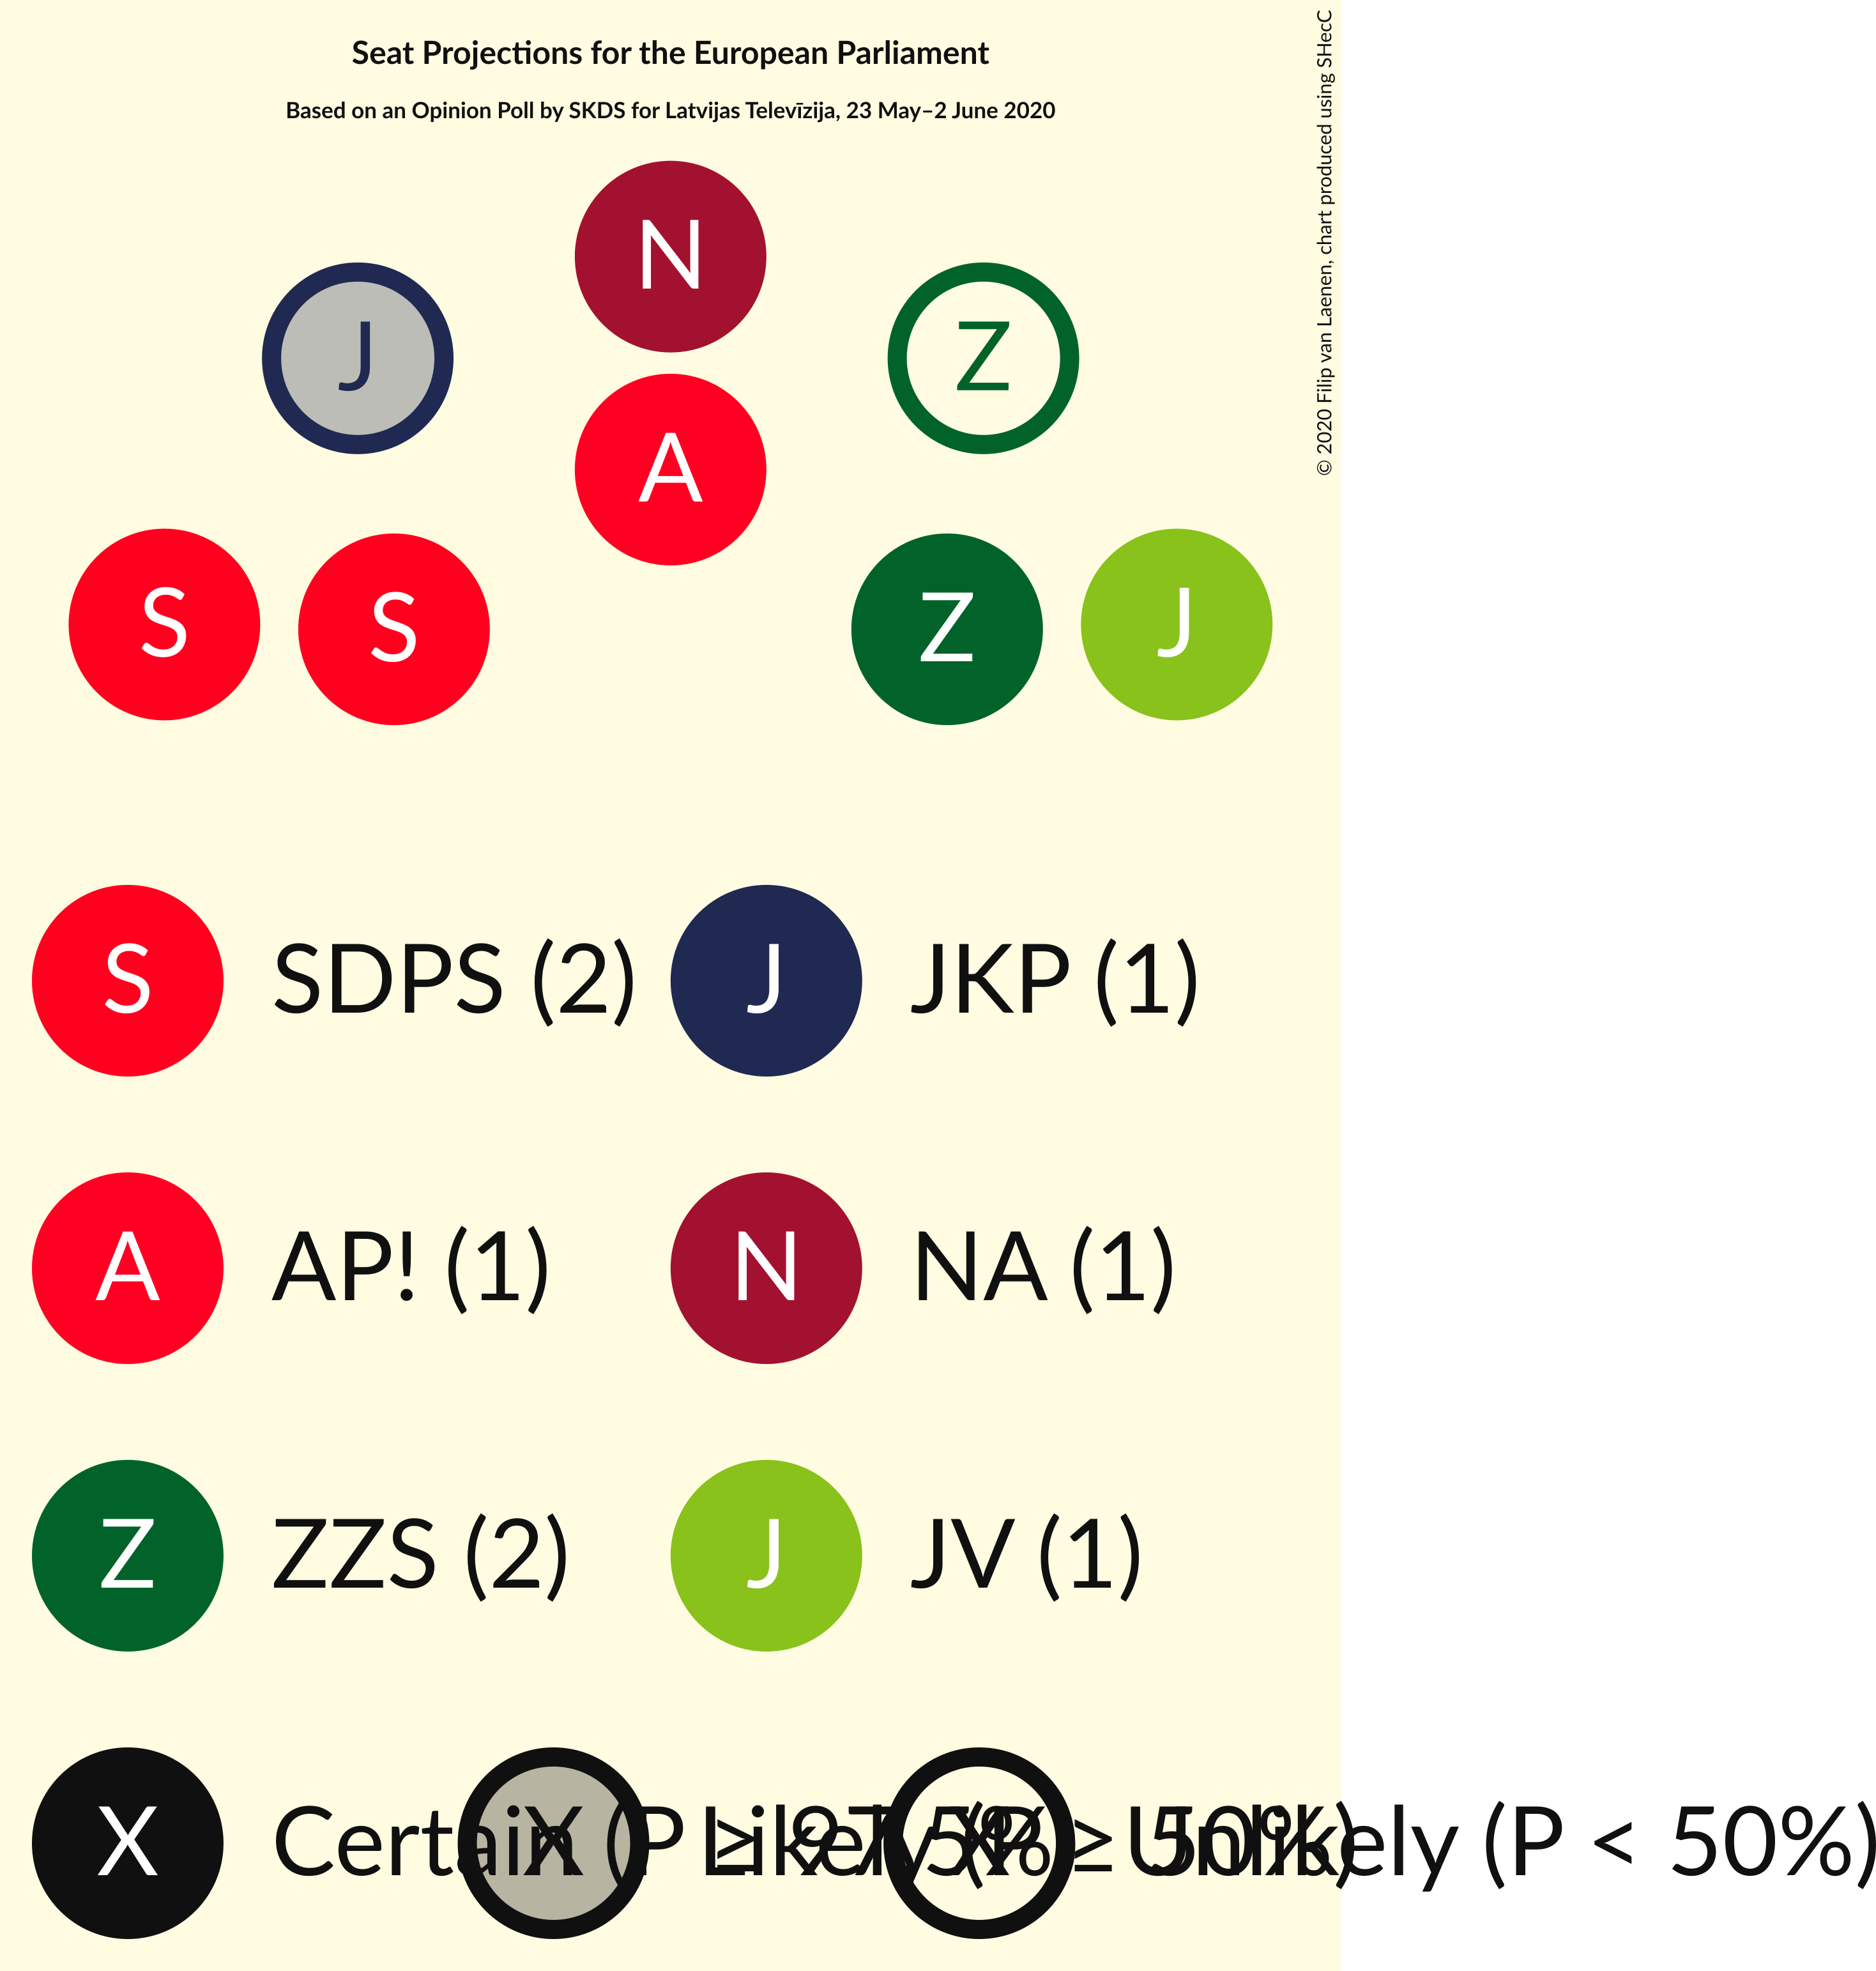 Seat Projections for the European Parliament
Based on an Opinion Poll by SKDS for Latvijas Televīzija, 23 May–2 June 2020
© 2020 Filip van Laenen, chart produced using SHecC
N
J
Z
A
S
S
Z
J
S SDPS (2) J JKP (1)
A AP! (1) N NA (1)
Z ZZS (2) J JV (1)
X Certain (P ≥ 97.5%) X Likely (P ≥ 50%) X Unlikely (P < 50%)